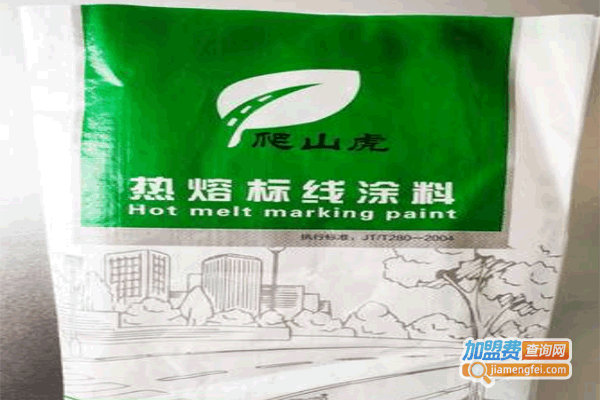 爬山虎
热熔标线涂料
Hot melt marking paint
执行标准：JT/T280—2004
加盟费查询网
jiamengfei.com